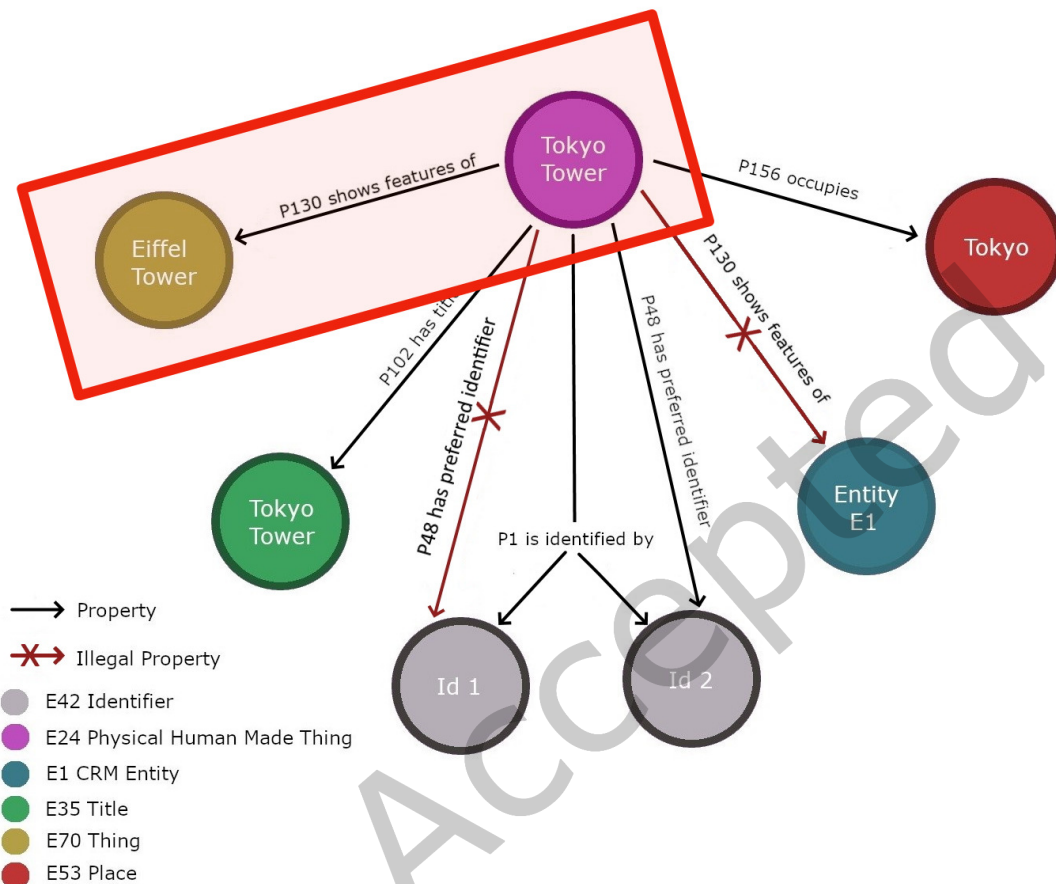 Tokyo
Tower
P130 shows features of
P156 occupies
Eiffel
Tower
Tokyo
P102 has title
P48 has preferred identifier
P48 has preferred identifier
P130 shows features of
Tokyo
Tower
Entity
E1
P1 is identified by
Id 1
Id 2
Property
Illegal Property
E42 Identifier
E24 Physical Human Made Thing
E1 CRM Entity
E35 Title
E70 Thing
E53 Place
Accepted